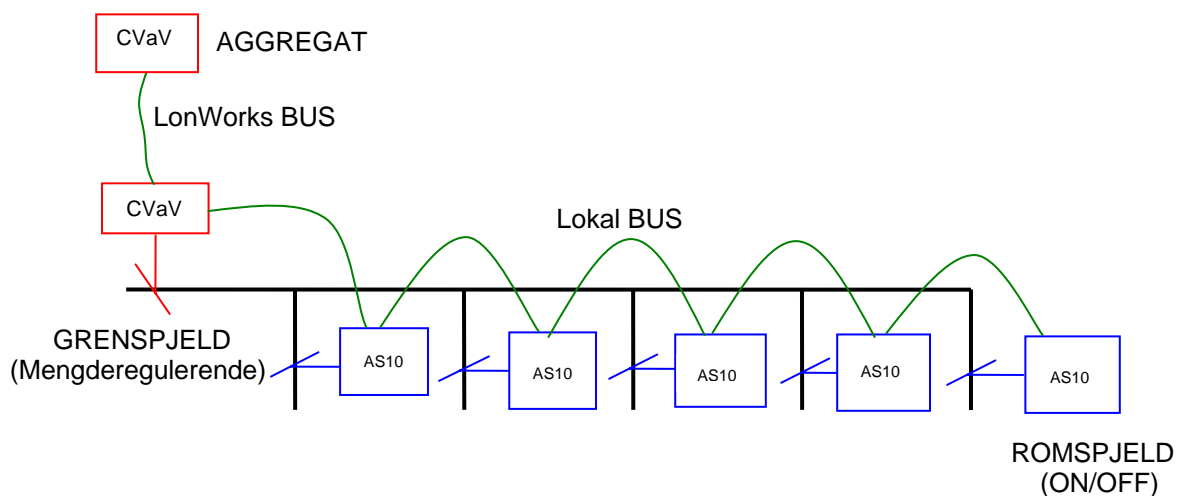 CVaV
AGGREGAT
LonWorks BUS
CVaV
Lokal BUS
GRENSPJELD
(Mengderegulerende)
AS10
AS10
AS10
AS10
AS10
ROMSPJELD
(ON/OFF)